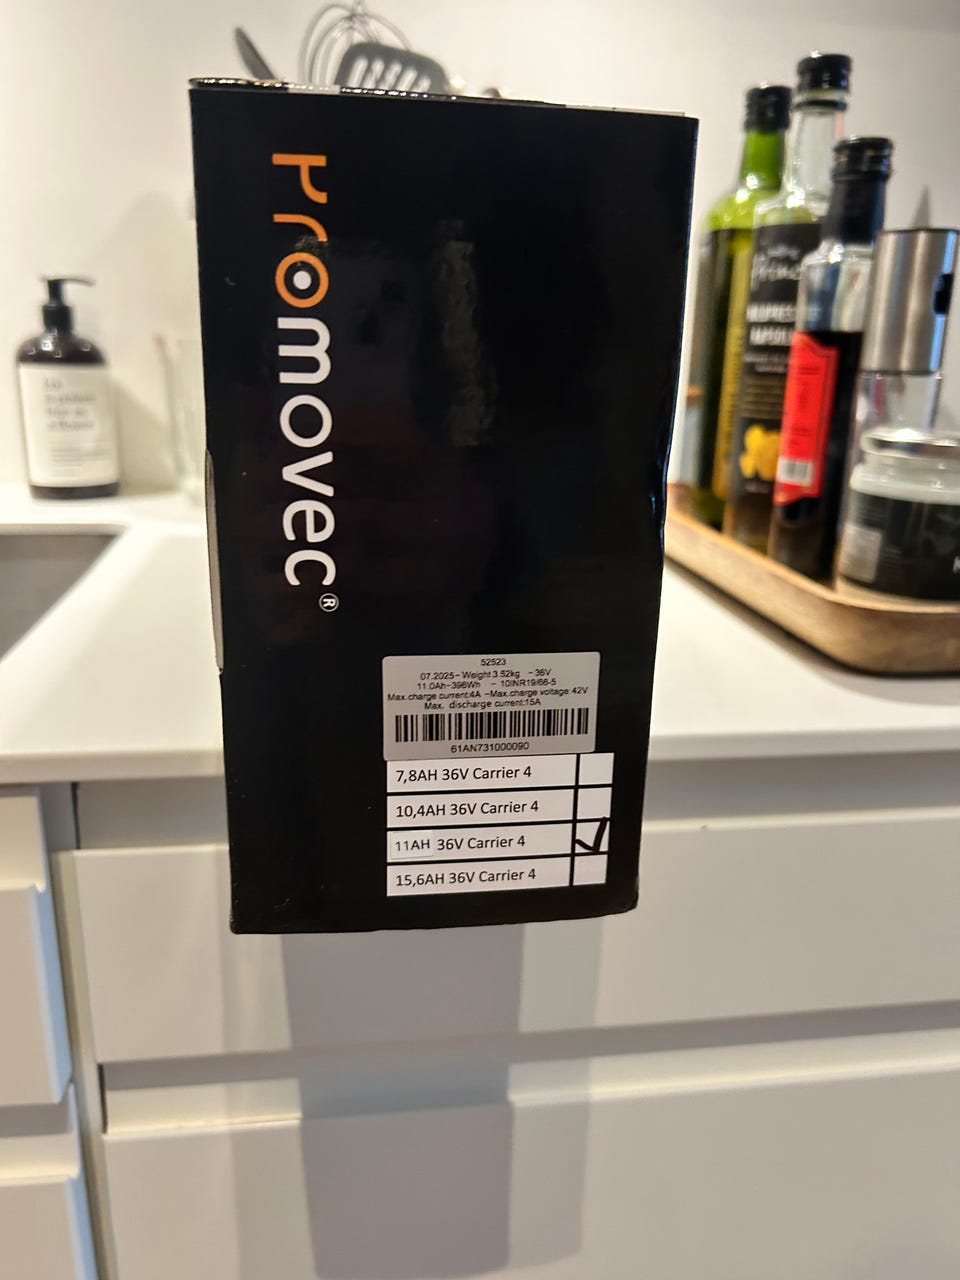 Promovec®
52523
07.2025- Weight 3.52kg -36V
11.0Ah-396Wh - 10INR19/66-5
Max.charge current:4A -Max.charge voltage:42V
Max. discharge current:15A
61AN731000090
7,8AH 36V Carrier 4
10,4AH 36V Carrier 4
11AH 36V Carrier 4
15,6AH 36V Carrier 4